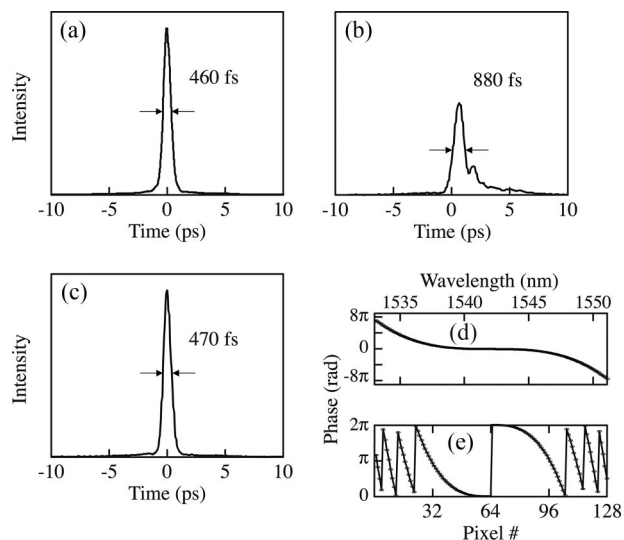 (a)
460 fs
Intensity
-10 -5 0 5 10
Time (ps)
(b)
880 fs
-10 -5 0 5 10
Time (ps)
(c)
470 fs
Intensity
-10 -5 0 5 10
Time (ps)
Wavelength (nm)
1535 1540 1545 1550
8π
0
-8π
(d)
Phase (rad)
2π
π
0
(e)
32 64 96 128
Pixel #